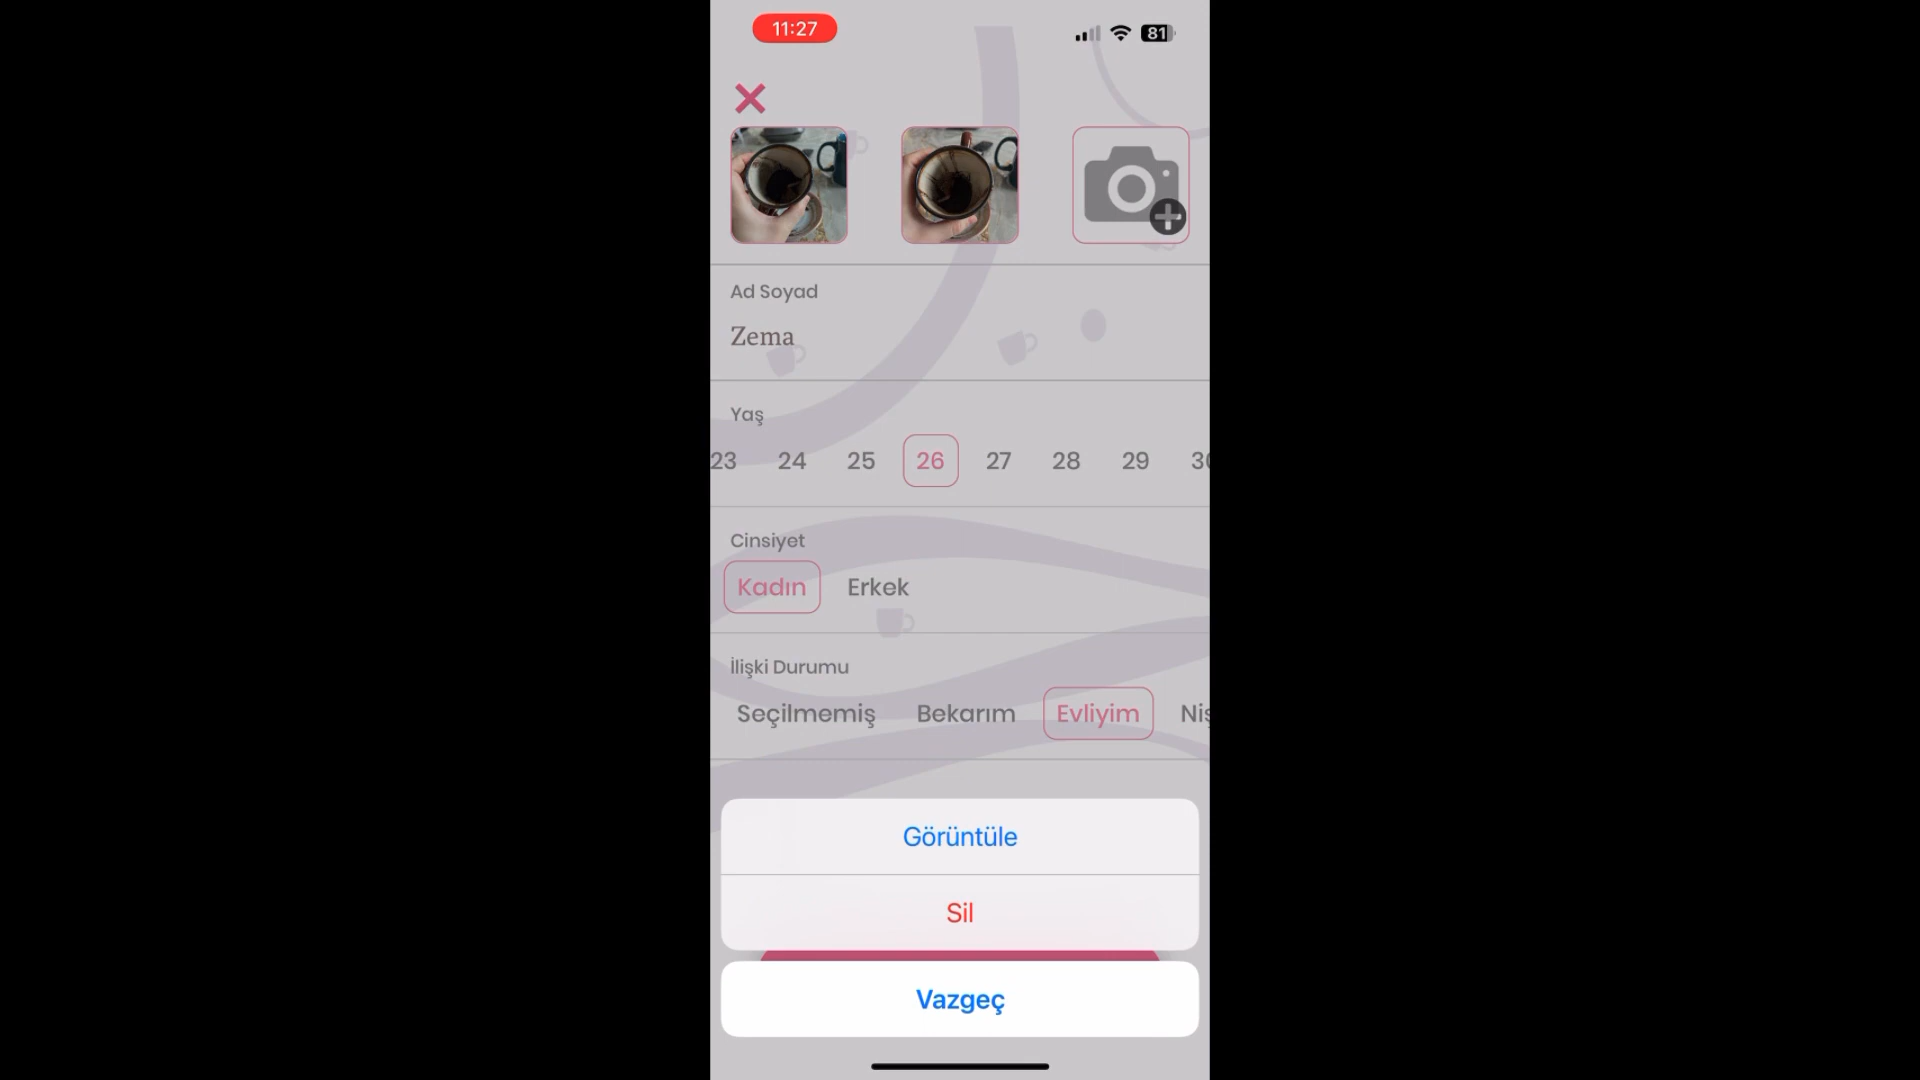 11:27
81
Ad Soyad
Zema
Yaş
23 24 25 26 27 28 29
Cinsiyet
Kadın Erkek
İlişki Durumu
Seçilmemiş Bekarım Evliyim Niş
Görüntüle
Sil
Vazgeç